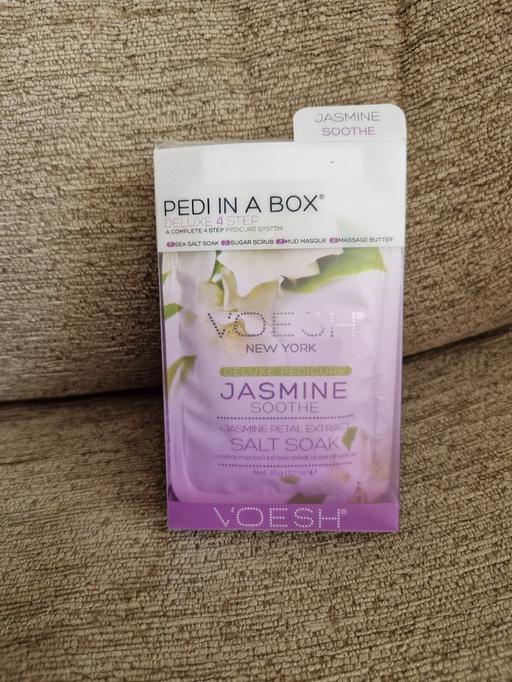 JASMINE
SOOTHE
PEDI IN A BOX®
DELUXE 4 STEP
A COMPLETE 4 STEP PEDICURE SYSTEM
SEA SALT SOAK SUGAR SCRUB MUD MASQUE MASSAGE BUTTER
VOESH®
NEW YORK
DELUXE PEDICURE
JASMINE
SOOTHE
+JASMINE PETAL EXTRACT
SALT SOAK
VOESH®